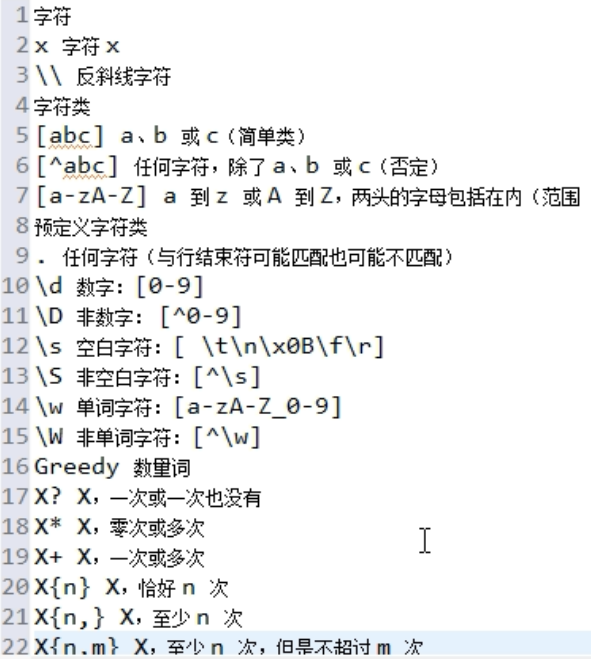 1 字符
2 x 字符 x
3 \\ 反斜线字符
4 字符类
5 [abc] a、b 或 c（简单类）
6 [^abc] 任何字符，除了 a、b 或 c（否定）
7 [a-zA-Z] a 到 z 或 A 到 Z，两头的字母包括在内（范围
8 预定义字符类
9 . 任何字符（与行结束符可能匹配也可能不匹配）
10 \d 数字：[0-9]
11 \D 非数字： [^0-9]
12 \s 空白字符：[ \t\n\x0B\f\r]
13 \S 非空白字符：[^\s]
14 \w 单词字符：[a-zA-Z_0-9]
15 \W 非单词字符：[^\w]
16 Greedy 数量词
17 X? X，一次或一次也没有
18 X* X，零次或多次
19 X+ X，一次或多次
20 X{n} X，恰好 n 次
21 X{n,} X，至少 n 次
22 X{n,m} X，至少 n 次，但是不超过 m 次